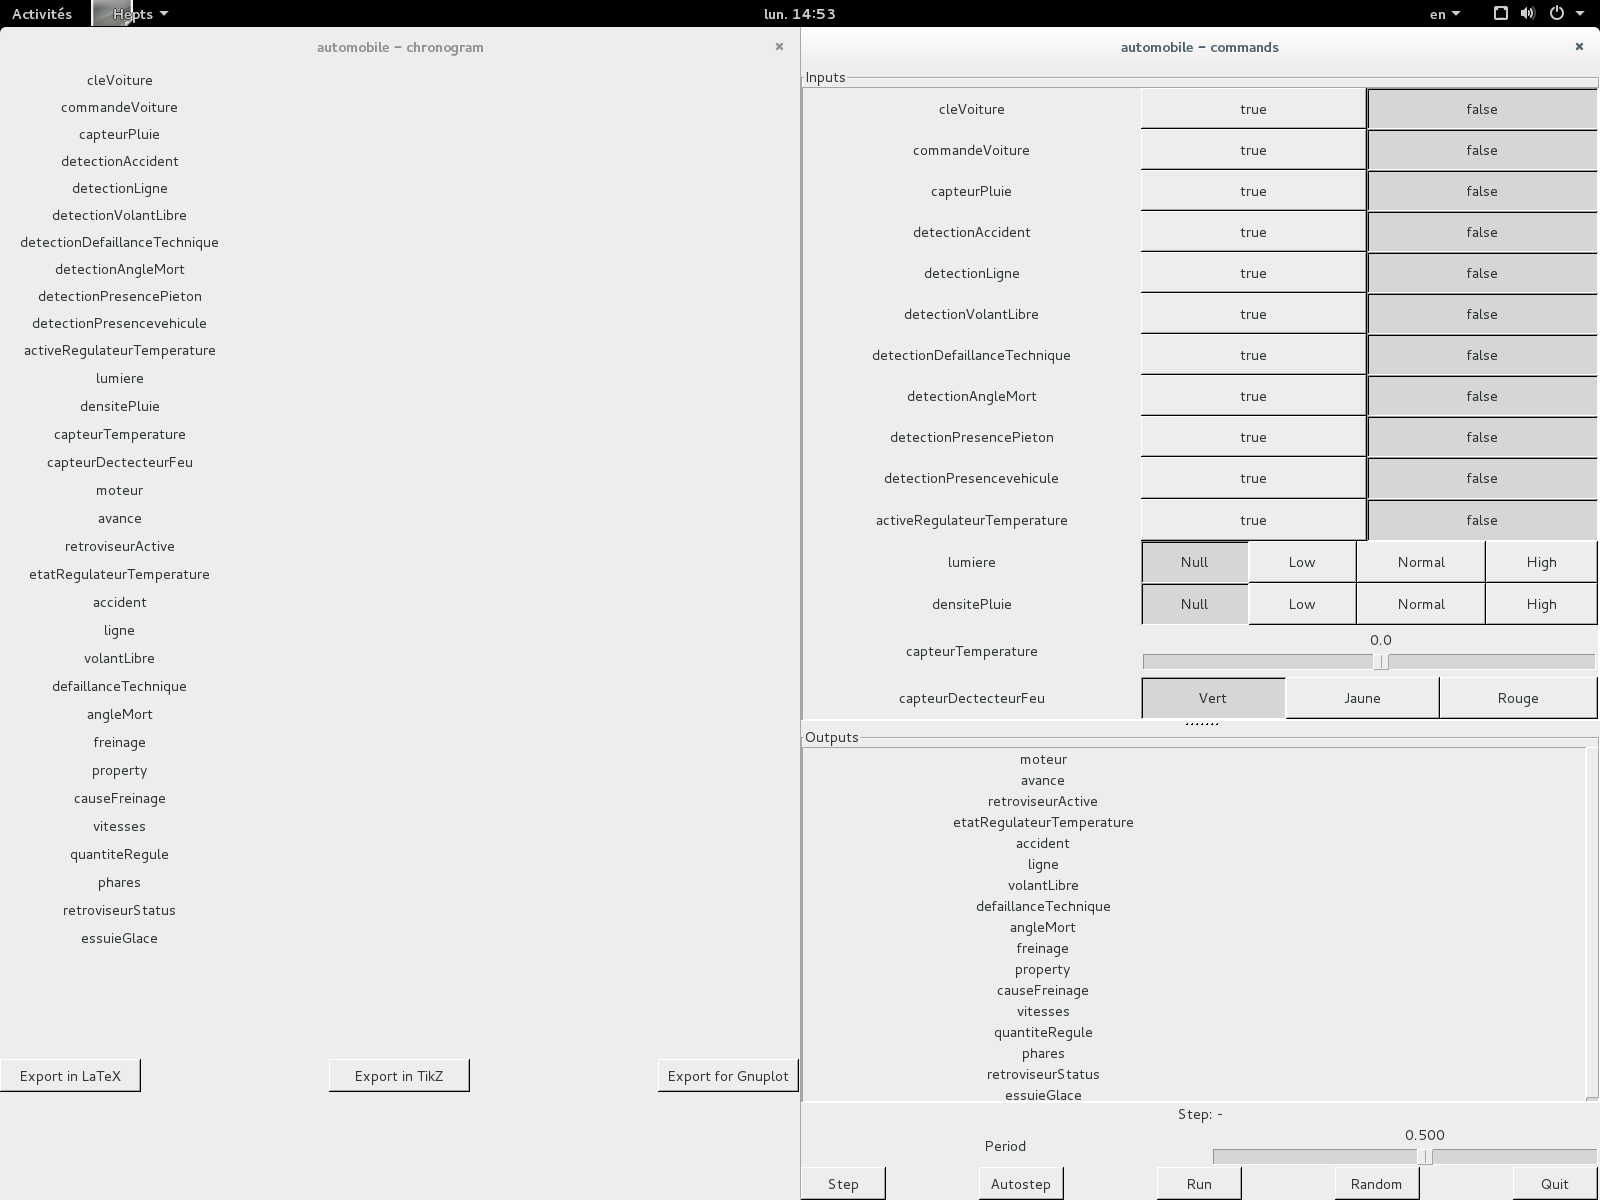 Activités Hepts lun. 14:53 en
automobile – chronogram
cleVoiture
commandeVoiture
capteurPluie
detectionAccident
detectionLigne
detectionVolantLibre
detectionDefaillanceTechnique
detectionAngleMort
detectionPresencePieton
detectionPresencevehicule
activeRegulateurTemperature
lumiere
densitePluie
capteurTemperature
capteurDectecteurFeu
moteur
avance
retroviseurActive
etatRegulateurTemperature
accident
ligne
volantLibre
defaillanceTechnique
angleMort
freinage
property
causeFreinage
vitesses
quantiteRegule
phares
retroviseurStatus
essuieGlace
Export in LaTeX Export in TikZ Export for Gnuplot
automobile – commands
Inputs
cleVoiture true false
commandeVoiture true false
capteurPluie true false
detectionAccident true false
detectionLigne true false
detectionVolantLibre true false
detectionDefaillanceTechnique true false
detectionAngleMort true false
detectionPresencePieton true false
detectionPresencevehicule true false
activeRegulateurTemperature true false
lumiere Null Low Normal High
densitePluie Null Low Normal High
0.0
capteurTemperature
capteurDectecteurFeu Vert Jaune Rouge
Outputs
moteur
avance
retroviseurActive
etatRegulateurTemperature
accident
ligne
volantLibre
defaillanceTechnique
angleMort
freinage
property
causeFreinage
vitesses
quantiteRegule
phares
retroviseurStatus
essuieGlace
Step: -
0.500
Period
Step Autostep Run Random Quit